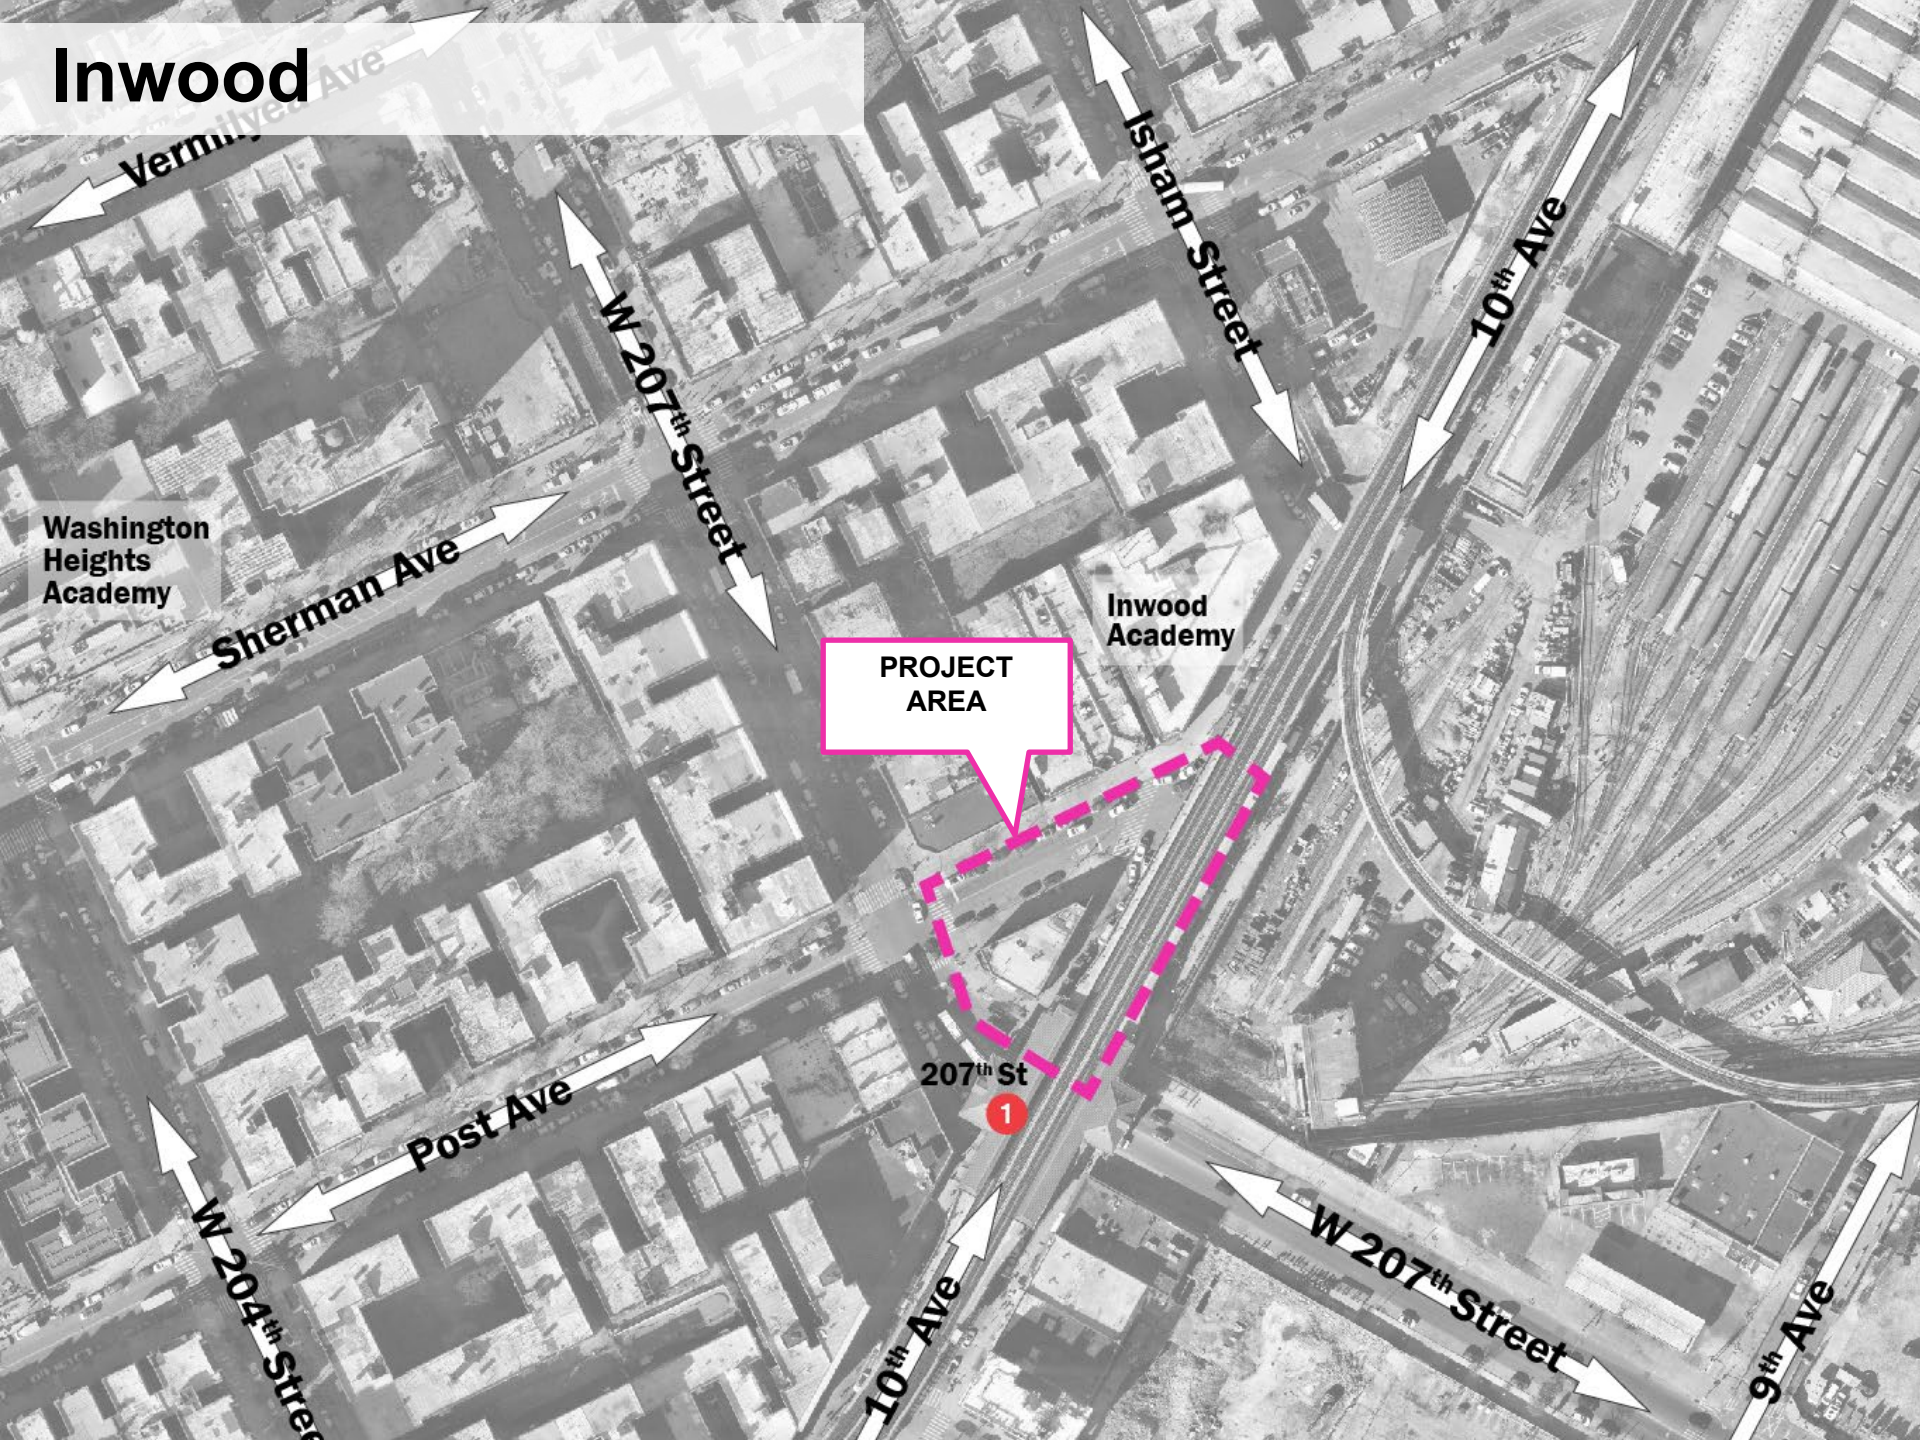 Inwood
Vermilyea Ave
Isham Street
10th Ave
W 207th Street
Washington
Heights
Academy
Sherman Ave
Inwood
Academy
PROJECT
AREA
207th St
1
Post Ave
W 204th Stree
10th Ave
W 207th Street
9th Ave